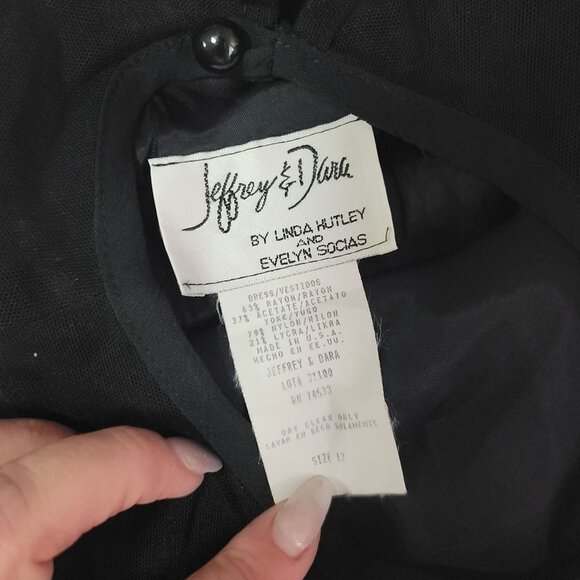 Jeffrey & Dara
BY LINDA HUTLEY
AND
EVELYN SOCIAS
DRESS/VESTIDOS
63% RAYON/RAYON
37% ACETATE/ACETATO
YOKE/YUGO
79% NYLON/NILON
21% LYCRA/LIKRA
MADE IN U.S.A.
HECHO EN EE.UU.
JEFFREY & DARA
LOT# 31100
RN 74533
DRY CLEAN ONLY
LAVAR EN SECO SOLAMENTE
SIZE 12